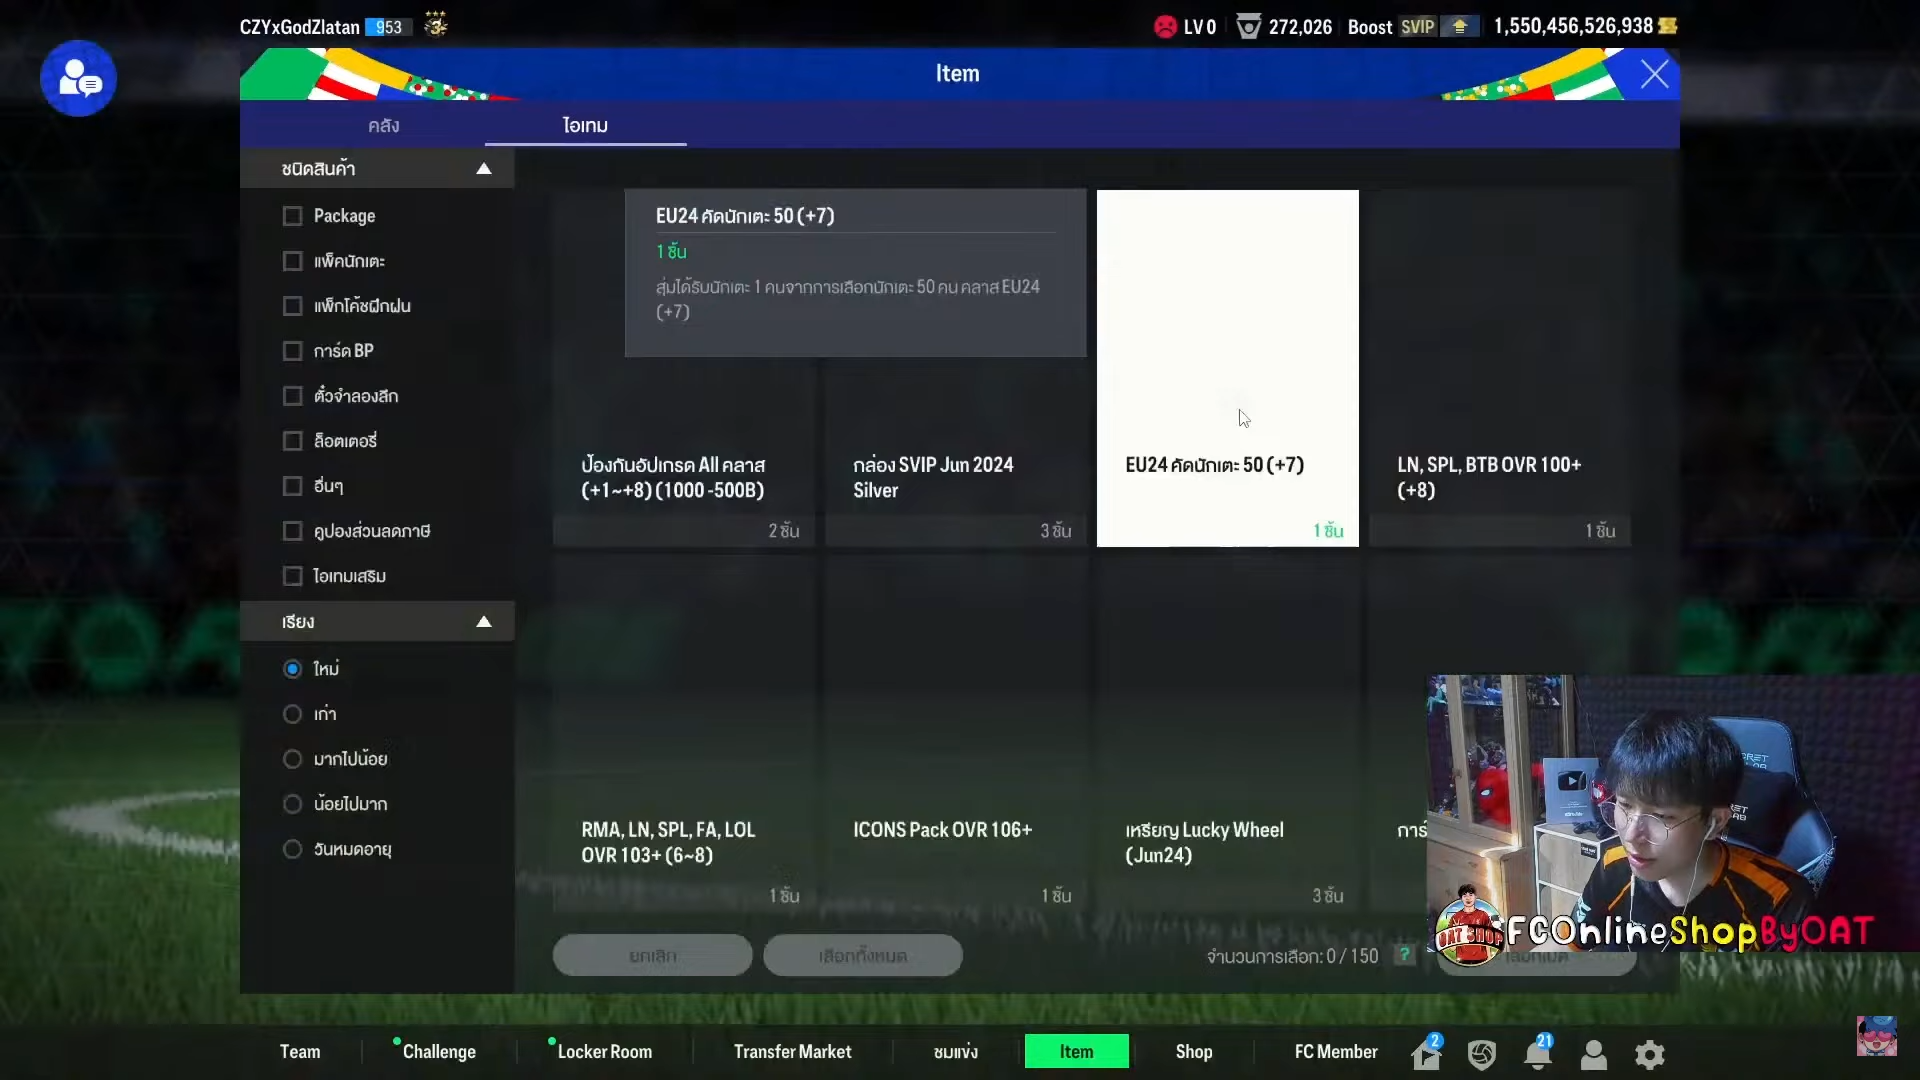 CZYxGodZlatan 953
LV 0 272,026 Boost SVIP 1,550,456,526,938
Item
คลัง
ไอเทม
ชนิดสินค้า
Package
แพ็คนักเตะ
แพ็กโค้ชฝึกฝน
การ์ด BP
ตั๋วจำลองลีก
ล็อตเตอรี่
อื่นๆ
คูปองส่วนลดภาษี
ไอเทมเสริม
เรียง
ใหม่
เก่า
มากไปน้อย
น้อยไปมาก
วันหมดอายุ
EU24 คัดนักเตะ 50 (+7)
1 ชิ้น
สุ่มได้รับนักเตะ 1 คนจากการเลือกนักเตะ 50 คน คลาส EU24
(+7)
ป้องกันอัปเกรด All คลาส
(+1~+8) (1000 -500B)
2 ชิ้น
กล่อง SVIP Jun 2024
Silver
3 ชิ้น
EU24 คัดนักเตะ 50 (+7)
1 ชิ้น
LN, SPL, BTB OVR 100+
(+8)
1 ชิ้น
RMA, LN, SPL, FA, LOL
OVR 103+ (6~8)
1 ชิ้น
ICONS Pack OVR 106+
1 ชิ้น
เหรียญ Lucky Wheel
(Jun24)
3 ชิ้น
การ์
ยกเลิก
เลือกทั้งหมด
จำนวนการเลือก: 0 / 150 ?
OAT SHOP
FCOnlineShopByOAT
Team
Challenge
Locker Room
Transfer Market
ชมแข่ง
Item
Shop
FC Member
2
21